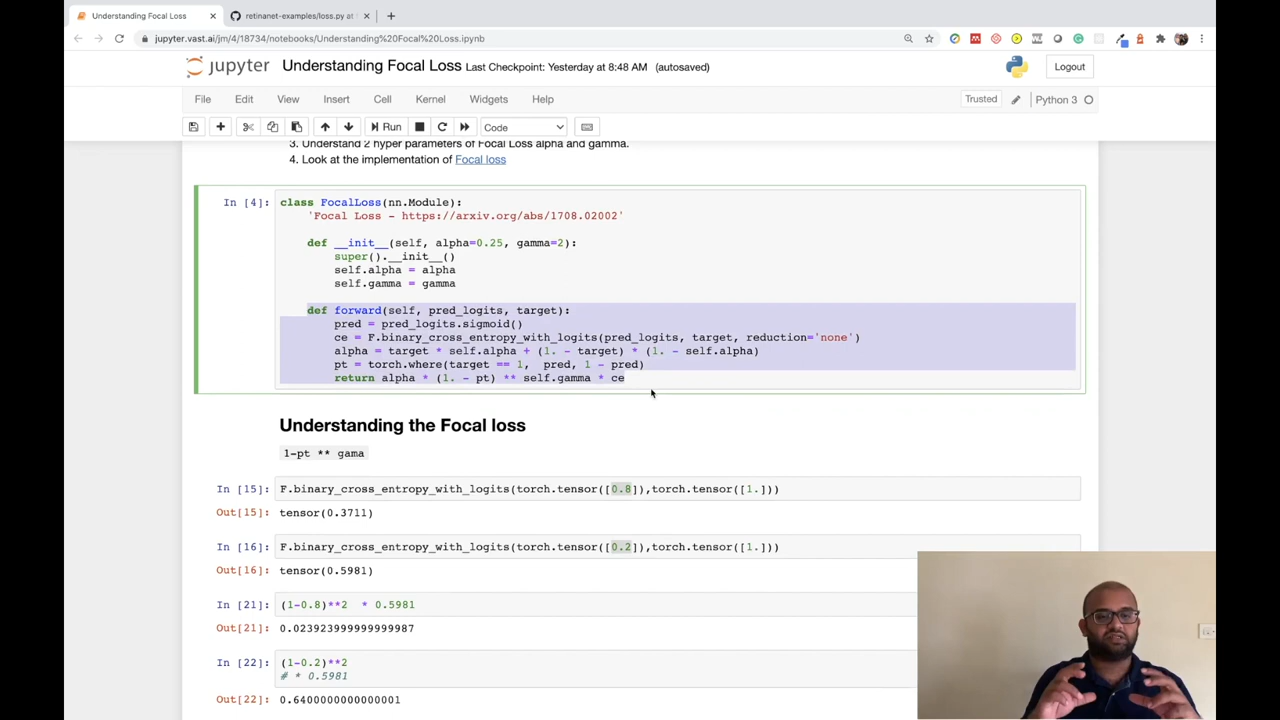 Understanding Focal Loss
retinanet-examples/loss.py at
jupyter.vast.ai/jm/4/18734/notebooks/Understanding%20Focal%20Loss.ipynb
jupyter Understanding Focal Loss Last Checkpoint: Yesterday at 8:48 AM (autosaved)
Logout
File Edit View Insert Cell Kernel Widgets Help
Trusted Python 3
Run Code
3. Understand 2 hyper parameters of Focal Loss alpha and gamma.
4. Look at the implementation of Focal loss
In [4]: class FocalLoss(nn.Module):
'Focal Loss - https://arxiv.org/abs/1708.02002'
def __init__(self, alpha=0.25, gamma=2):
super().__init__()
self.alpha = alpha
self.gamma = gamma
def forward(self, pred_logits, target):
pred = pred_logits.sigmoid()
ce = F.binary_cross_entropy_with_logits(pred_logits, target, reduction='none')
alpha = target * self.alpha + (1. - target) * (1. - self.alpha)
pt = torch.where(target == 1,  pred, 1 - pred)
return alpha * (1. - pt) ** self.gamma * ce
Understanding the Focal loss
1-pt ** gama
In [15]: F.binary_cross_entropy_with_logits(torch.tensor([0.8]),torch.tensor([1.]))
Out[15]: tensor(0.3711)
In [16]: F.binary_cross_entropy_with_logits(torch.tensor([0.2]),torch.tensor([1.]))
Out[16]: tensor(0.5981)
In [21]: (1-0.8)**2  * 0.5981
Out[21]: 0.023923999999999987
In [22]: (1-0.2)**2
# * 0.5981
Out[22]: 0.6400000000000001